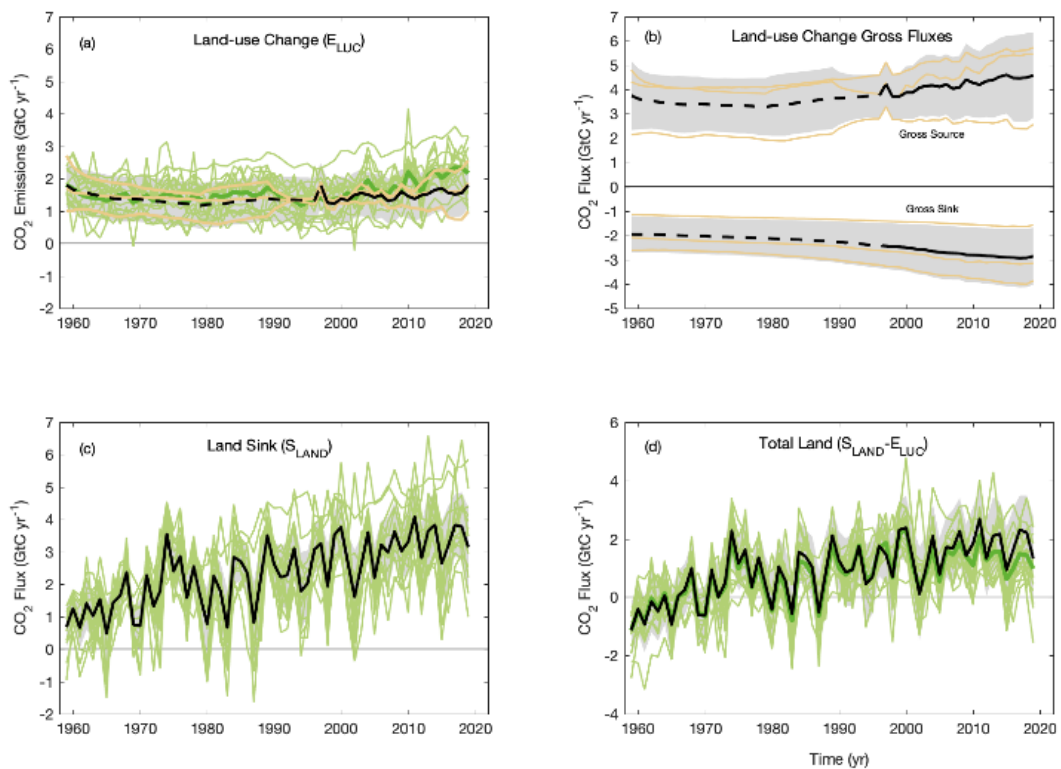 (a)
Land-use Change (E_LUC)
CO2 Emissions (GtC yr-1)
7
6
5
4
3
2
1
0
-1
-2
1960 1970 1980 1990 2000 2010 2020
(b)
Land-use Change Gross Fluxes
CO2 Flux (GtC yr-1)
7
6
5
4
3
2
1
0
-1
-2
-3
-4
-5
Gross Source
Gross Sink
1960 1970 1980 1990 2000 2010 2020
(c)
Land Sink (S_LAND)
CO2 Flux (GtC yr-1)
7
6
5
4
3
2
1
0
-1
-2
1960 1970 1980 1990 2000 2010 2020
(d)
Total Land (S_LAND-E_LUC)
CO2 Flux (GtC yr-1)
6
4
2
0
-2
-4
1960 1970 1980 1990 2000 2010 2020
Time (yr)